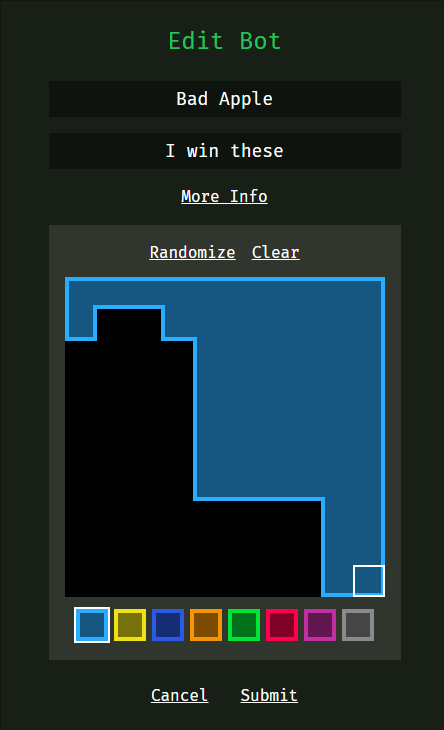 Edit Bot
Bad Apple
I win these
More Info
Randomize Clear
Cancel Submit